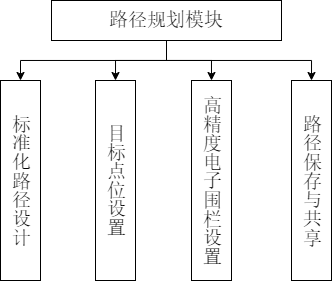 路径规划模块
标准化路径设计
目标点位设置
高精度电子围栏设置
路径保存与共享